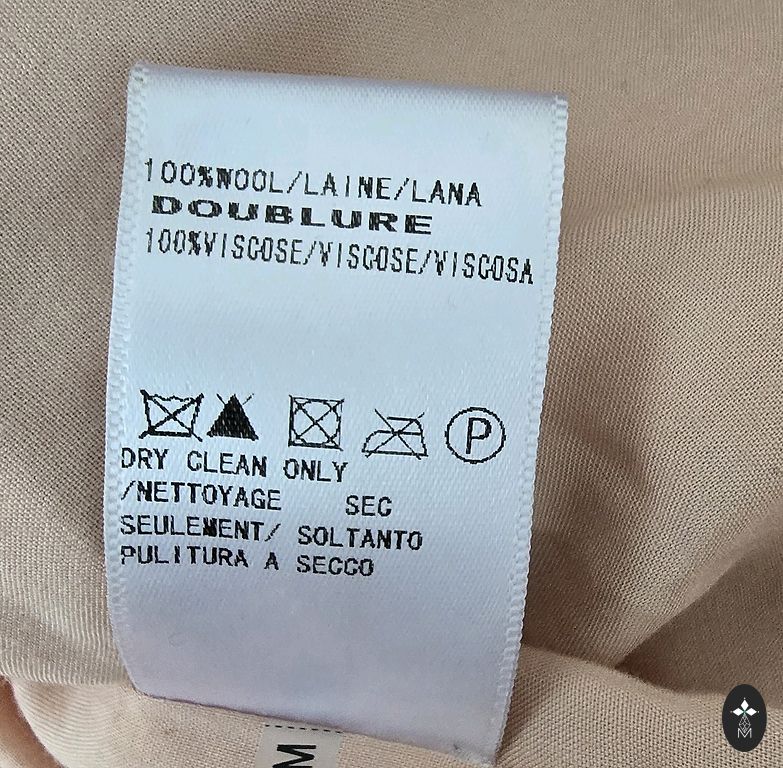 100%WOOL/LAINE/LANA
DOUBLURE
100%VISCOSE/VISCOSE/VISCOSA
P
DRY CLEAN ONLY
/NETTOYAGE SEC
SEULEMENT/ SOLTANTO
PULITURA A SECCO
M
M